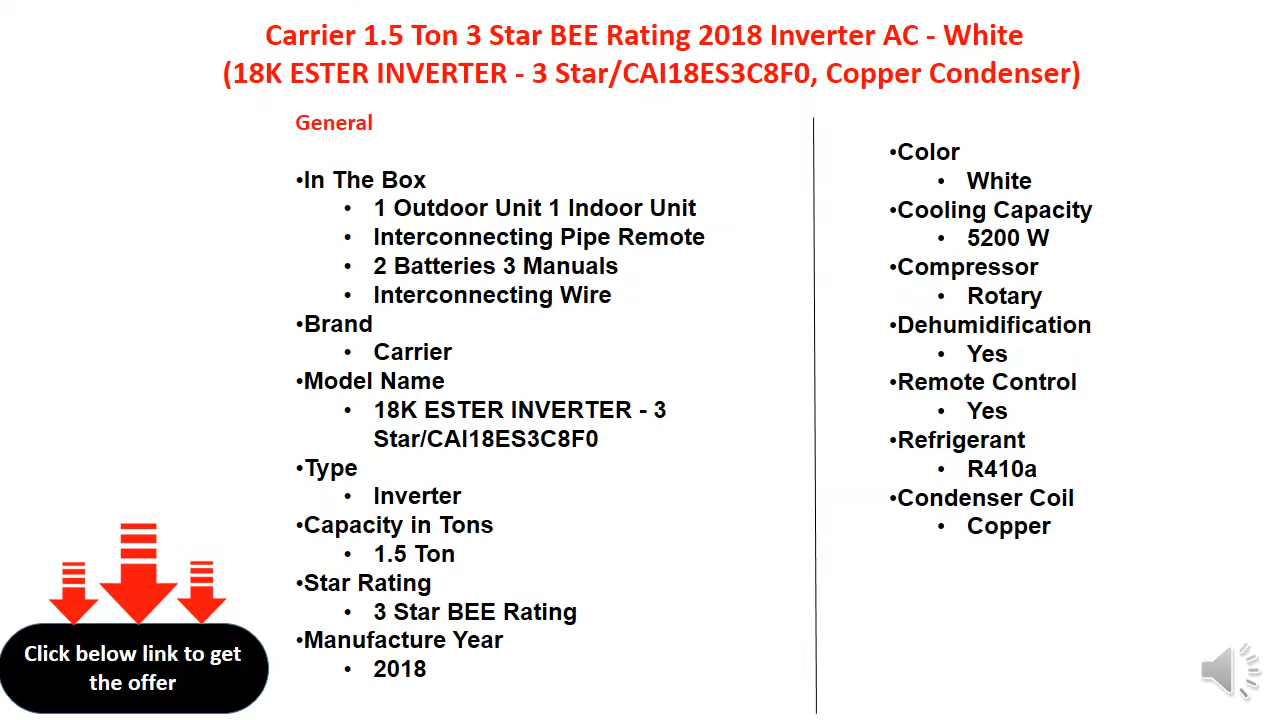 Carrier 1.5 Ton 3 Star BEE Rating 2018 Inverter AC - White
(18K ESTER INVERTER - 3 Star/CAI18ES3C8F0, Copper Condenser)
General
•In The Box
• 1 Outdoor Unit 1 Indoor Unit
• Interconnecting Pipe Remote
• 2 Batteries 3 Manuals
• Interconnecting Wire
•Brand
• Carrier
•Model Name
• 18K ESTER INVERTER - 3
Star/CAI18ES3C8F0
•Type
• Inverter
•Capacity in Tons
• 1.5 Ton
•Star Rating
• 3 Star BEE Rating
•Manufacture Year
• 2018
•Color
• White
•Cooling Capacity
• 5200 W
•Compressor
• Rotary
•Dehumidification
• Yes
•Remote Control
• Yes
•Refrigerant
• R410a
•Condenser Coil
• Copper
Click below link to get
the offer